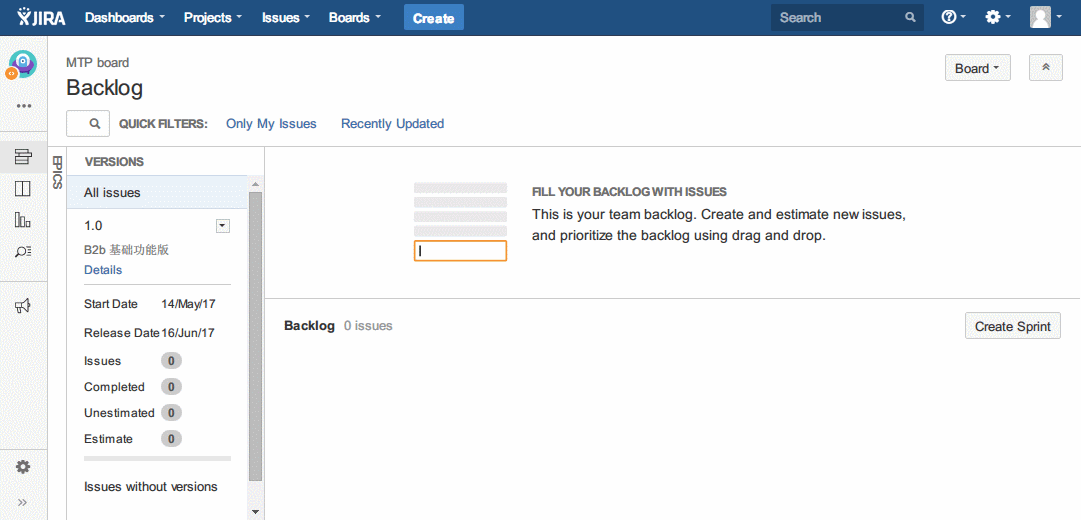 JIRA Dashboards Projects Issues Boards Create Search
MTP board
Backlog
Board
QUICK FILTERS: Only My Issues Recently Updated
EPICS
VERSIONS
All issues
1.0
B2b 基础功能版
Details
Start Date 14/May/17
Release Date 16/Jun/17
Issues 0
Completed 0
Unestimated 0
Estimate 0
Issues without versions
FILL YOUR BACKLOG WITH ISSUES
This is your team backlog. Create and estimate new issues,
and prioritize the backlog using drag and drop.
Backlog 0 issues
Create Sprint